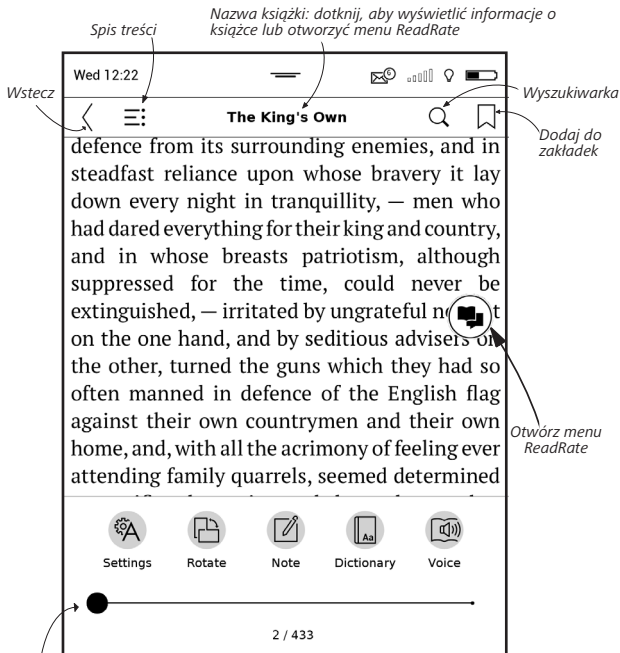 Nazwa książki: dotknij, aby wyświetlić informacje o
książce lub otworzyć menu ReadRate
Spis treści
Wstecz
Wed 12:22
6
Wyszukiwarka
The King's Own
Dodaj do
zakładek
defence from its surrounding enemies, and in
steadfast reliance upon whose bravery it lay
down every night in tranquillity, — men who
had dared everything for their king and country,
and in whose breasts patriotism, although
suppressed for the time, could never be
extinguished, — irritated by ungrateful
on the one hand, and by seditious advisers on
the other, turned the guns which they had so
often manned in defence of the English flag
against their own countrymen and their own
home, and, with all the acrimony of feeling ever
attending family quarrels, seemed determined
Otwórz menu
ReadRate
Aa
Settings Rotate Note Dictionary Voice
2 / 433